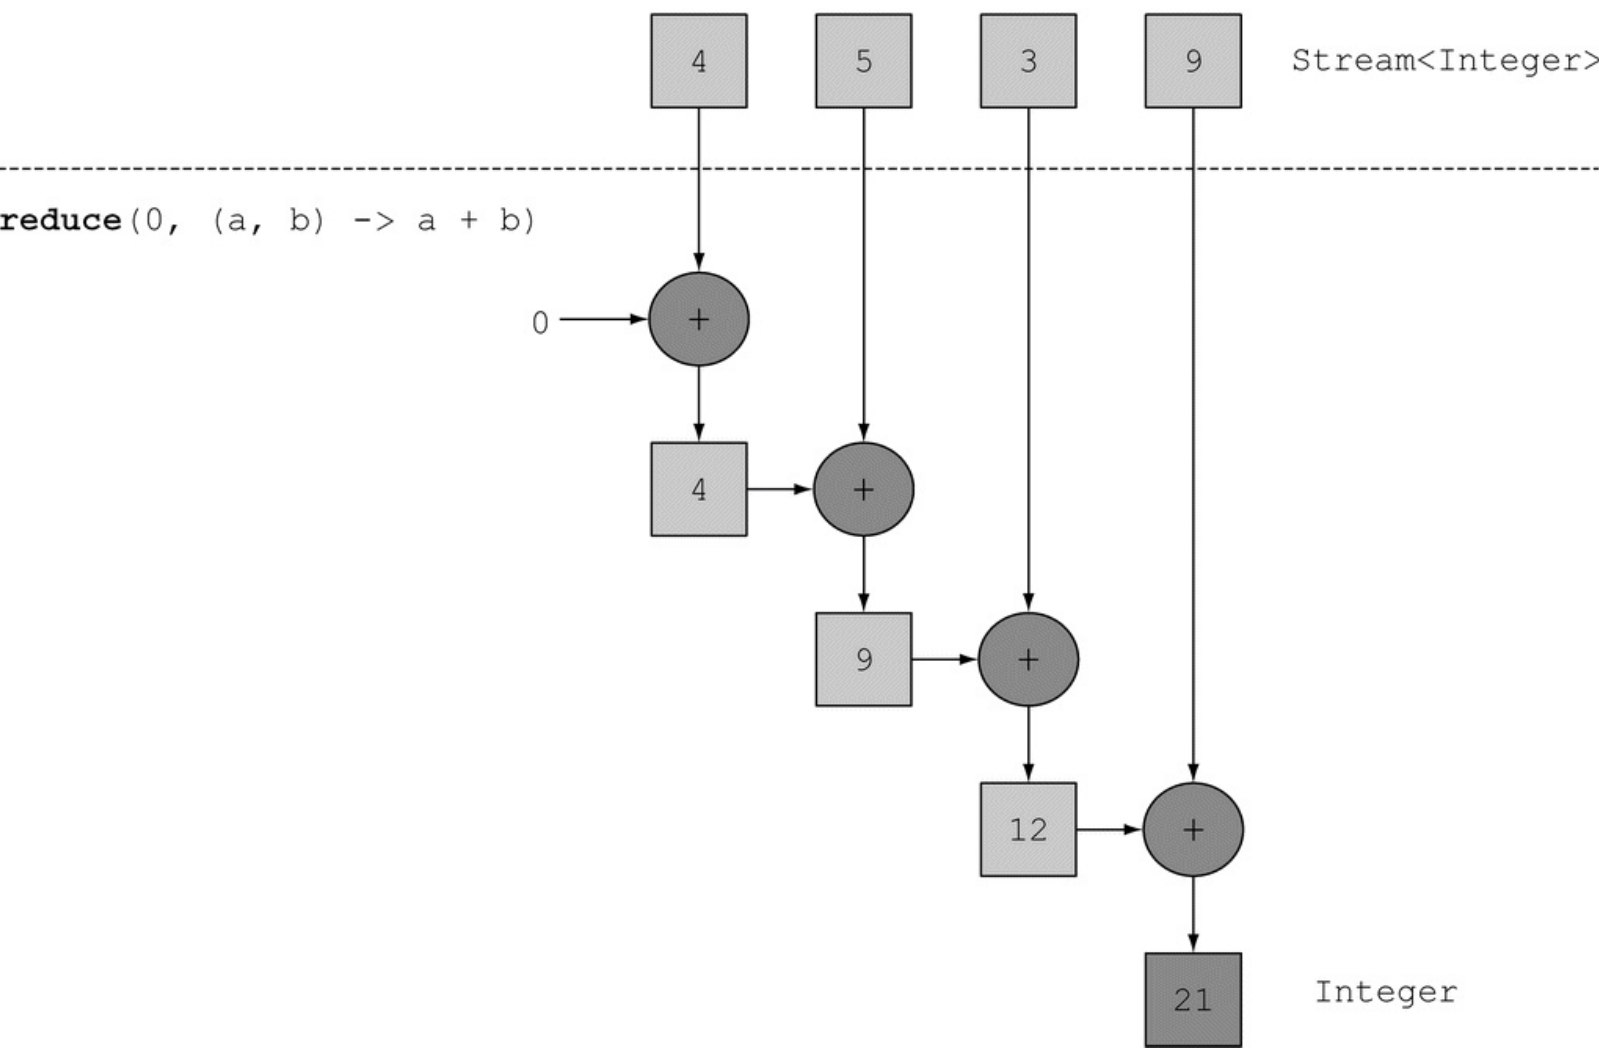 4 5 3 9 Stream<Integer>
reduce(0, (a, b) -> a + b)
0 +
4 +
9 +
12 +
21 Integer